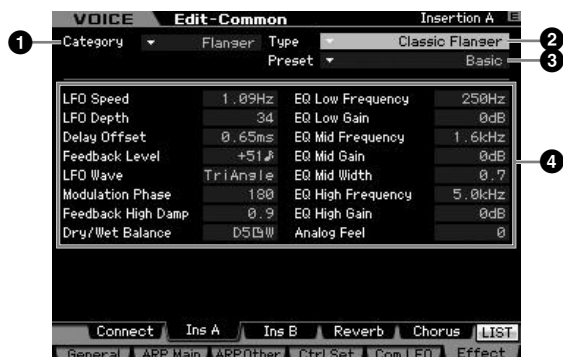 VOICE Edit-Common Insertion A E
1 Category Flanger Type Classic Flanger 2
Preset Basic 3
LFO Speed 1.09Hz EQ Low Frequency 250Hz
LFO Depth 34 EQ Low Gain 0dB
Delay Offset 0.65ms EQ Mid Frequency 1.6kHz
Feedback Level +51♪ EQ Mid Gain 0dB 4
LFO Wave TriAngle EQ Mid Width 0.7
Modulation Phase 180 EQ High Frequency 5.0kHz
Feedback High Damp 0.9 EQ High Gain 0dB
Dry/Wet Balance Analog Feel 0
Connect Ins A Ins B Reverb Chorus LIST
General ARP Main ARP Other Ctrl Set Com LFO Effect